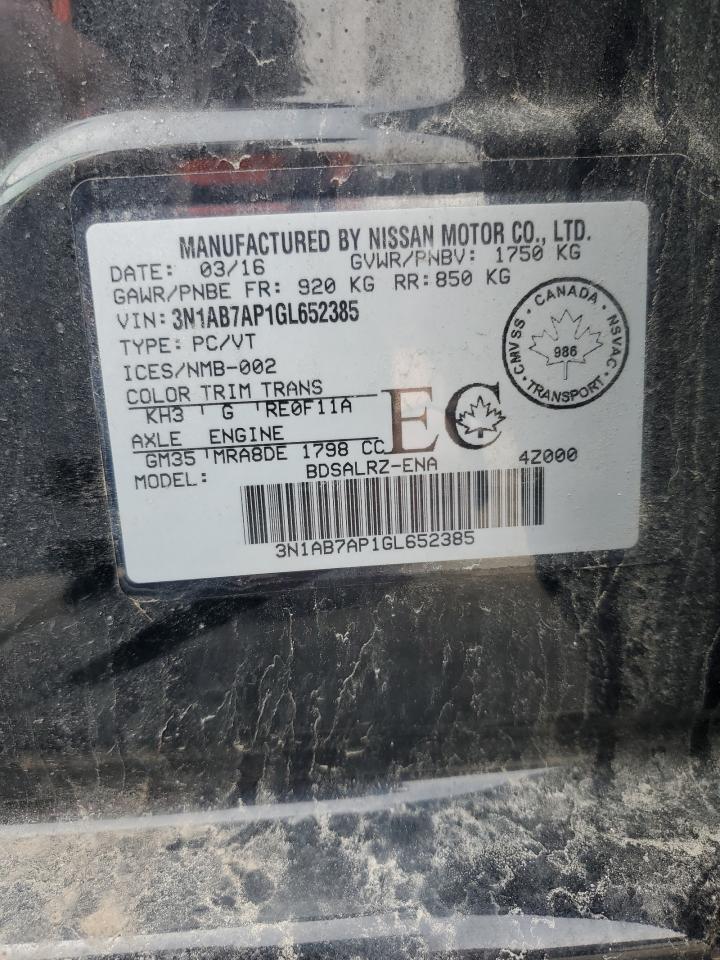 MANUFACTURED BY NISSAN MOTOR CO., LTD.
DATE: 03/16 GVWR/PNBV: 1750 KG
GAWR/PNBE FR: 920 KG RR: 850 KG
VIN: 3N1AB7AP1GL652385
TYPE: PC/VT
ICES/NMB-002
COLOR TRIM TRANS
KH3 G RE0F11A
AXLE ENGINE
GM35 MRA8DE 1798 CC
MODEL: BDSALRZ-ENA 4Z000
3N1AB7AP1GL652385
EC
CANADA
CMVSS 986 NSVAC
TRANSPORT